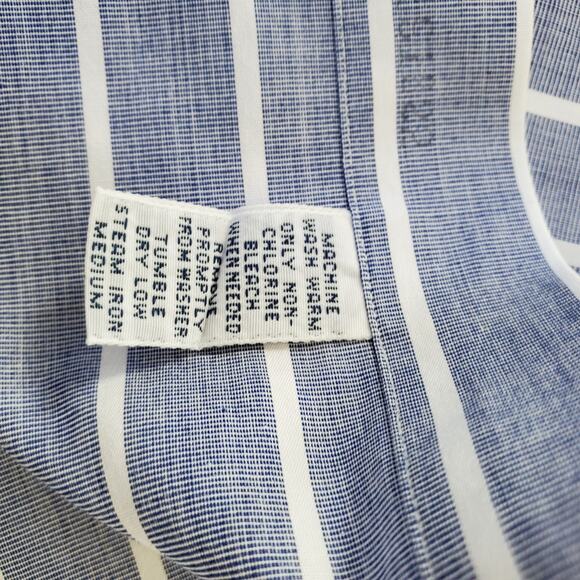 MACHINE
WASH WARM
ONLY NON
CHLORINE
BLEACH
WHEN NEEDED
REMOVE
PROMPTLY
FROM WASHER
TUMBLE
DRY LOW
STEAM IRON
MEDIUM